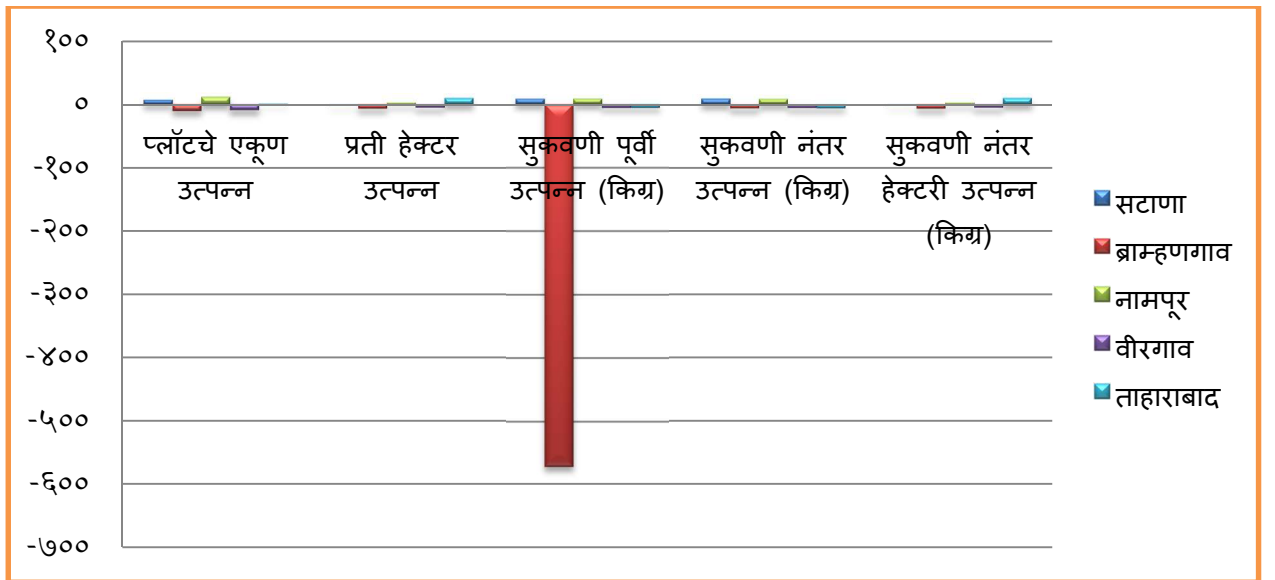 १००
०
-१००
-२००
-३००
-४००
-५००
-६००
-७००
प्लॉटचे एकूण
उत्पन्न
प्रती हेक्टर
उत्पन्न
सुकवणी पूर्वी
उत्पन्न (किग्र)
सुकवणी नंतर
उत्पन्न (किग्र)
सुकवणी नंतर
हेक्टरी उत्पन्न
(किग्र)
सटाणा
ब्राम्हणगाव
नामपूर
वीरगाव
ताहाराबाद